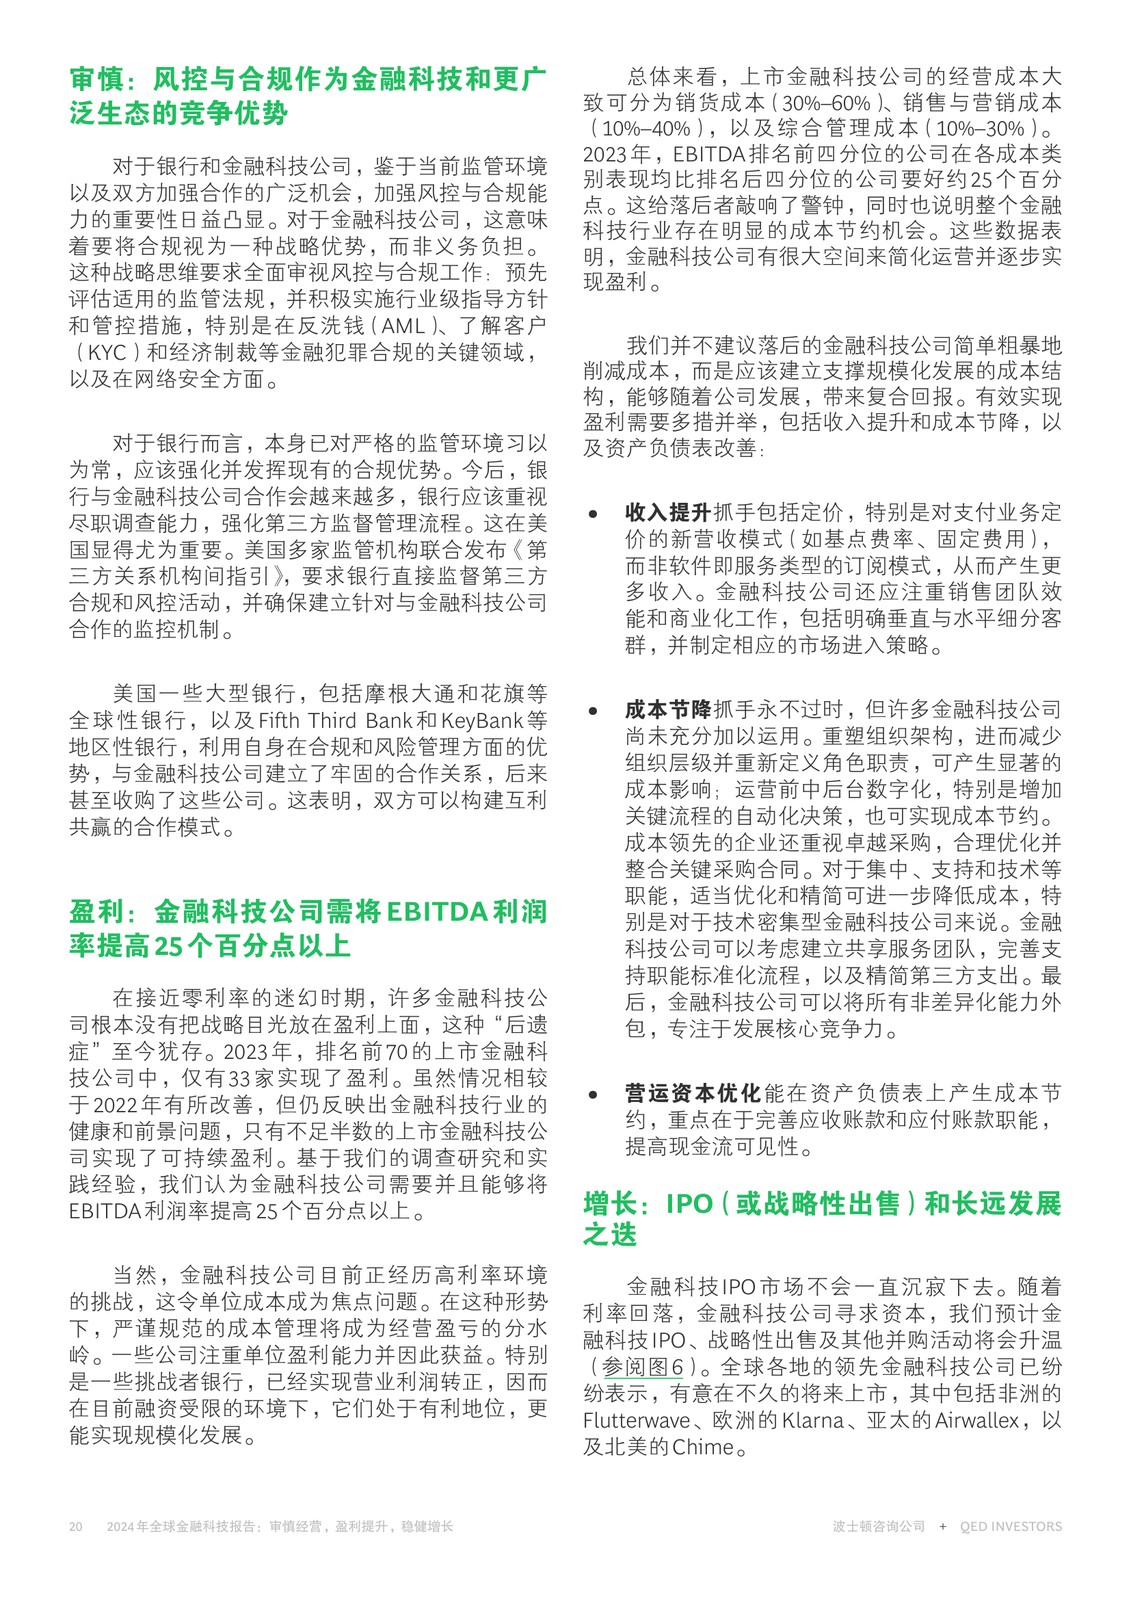 审慎：风控与合规作为金融科技和更广
泛生态的竞争优势
对于银行和金融科技公司，鉴于当前监管环境
以及双方加强合作的广泛机会，加强风控与合规能
力的重要性日益凸显。对于金融科技公司，这意味
着要将合规视为一种战略优势，而非义务负担。
这种战略思维要求全面审视风控与合规工作：预先
评估适用的监管法规，并积极实施行业级指导方针
和管控措施，特别是在反洗钱（AML）、了解客户
（KYC）和经济制裁等金融犯罪合规的关键领域，
以及在网络安全方面。
对于银行而言，本身已对严格的监管环境习以
为常，应该强化并发挥现有的合规优势。今后，银
行与金融科技公司合作会越来越多，银行应该重视
尽职调查能力，强化第三方监督管理流程。这在美
国显得尤为重要。美国多家监管机构联合发布《第
三方关系机构间指引》，要求银行直接监督第三方
合规和风控活动，并确保建立针对与金融科技公司
合作的监控机制。
美国一些大型银行，包括摩根大通和花旗等
全球性银行，以及Fifth Third Bank和KeyBank等
地区性银行，利用自身在合规和风险管理方面的优
势，与金融科技公司建立了牢固的合作关系，后来
甚至收购了这些公司。这表明，双方可以构建互利
共赢的合作模式。
盈利：金融科技公司需将EBITDA利润
率提高25个百分点以上
在接近零利率的迷幻时期，许多金融科技公
司根本没有把战略目光放在盈利上面，这种“后遗
症”至今犹存。2023年，排名前70的上市金融科
技公司中，仅有33家实现了盈利。虽然情况相较
于2022年有所改善，但仍反映出金融科技行业的
健康和前景问题，只有不足半数的上市金融科技公
司实现了可持续盈利。基于我们的调查研究和实
践经验，我们认为金融科技公司需要并且能够将
EBITDA利润率提高25个百分点以上。
当然，金融科技公司目前正经历高利率环境
的挑战，这令单位成本成为焦点问题。在这种形势
下，严谨规范的成本管理将成为经营盈亏的分水
岭。一些公司注重单位盈利能力并因此获益。特别
是一些挑战者银行，已经实现营业利润转正，因而
在目前融资受限的环境下，它们处于有利地位，更
能实现规模化发展。
总体来看，上市金融科技公司的经营成本大
致可分为销货成本（30%–60%）、销售与营销成本
（10%–40%），以及综合管理成本（10%–30%）。
2023年，EBITDA排名前四分位的公司在各成本类
别表现均比排名后四分位的公司要好约25个百分
点。这给落后者敲响了警钟，同时也说明整个金融
科技行业存在明显的成本节约机会。这些数据表
明，金融科技公司有很大空间来简化运营并逐步实
现盈利。
我们并不建议落后的金融科技公司简单粗暴地
削减成本，而是应该建立支撑规模化发展的成本结
构，能够随着公司发展，带来复合回报。有效实现
盈利需要多措并举，包括收入提升和成本节降，以
及资产负债表改善：
• 收入提升抓手包括定价，特别是对支付业务定
价的新营收模式（如基点费率、固定费用），
而非软件即服务类型的订阅模式，从而产生更
多收入。金融科技公司还应注重销售团队效
能和商业化工作，包括明确垂直与水平细分客
群，并制定相应的市场进入策略。
• 成本节降抓手永不过时，但许多金融科技公司
尚未充分加以运用。重塑组织架构，进而减少
组织层级并重新定义角色职责，可产生显著的
成本影响；运营前中后台数字化，特别是增加
关键流程的自动化决策，也可实现成本节约。
成本领先的企业还重视卓越采购，合理优化并
整合关键采购合同。对于集中、支持和技术等
职能，适当优化和精简可进一步降低成本，特
别是对于技术密集型金融科技公司来说。金融
科技公司可以考虑建立共享服务团队，完善支
持职能标准化流程，以及精简第三方支出。最
后，金融科技公司可以将所有非差异化能力外
包，专注于发展核心竞争力。
• 营运资本优化能在资产负债表上产生成本节
约，重点在于完善应收账款和应付账款职能，
提高现金流可见性。
增长：IPO（或战略性出售）和长远发展
之迭
金融科技IPO市场不会一直沉寂下去。随着
利率回落，金融科技公司寻求资本，我们预计金
融科技IPO、战略性出售及其他并购活动将会升温
（参阅图6）。全球各地的领先金融科技公司已纷
纷表示，有意在不久的将来上市，其中包括非洲的
Flutterwave、欧洲的Klarna、亚太的Airwallex，以
及北美的Chime。
20 2024年全球金融科技报告：审慎经营，盈利提升，稳健增长
波士顿咨询公司 + QED INVESTORS